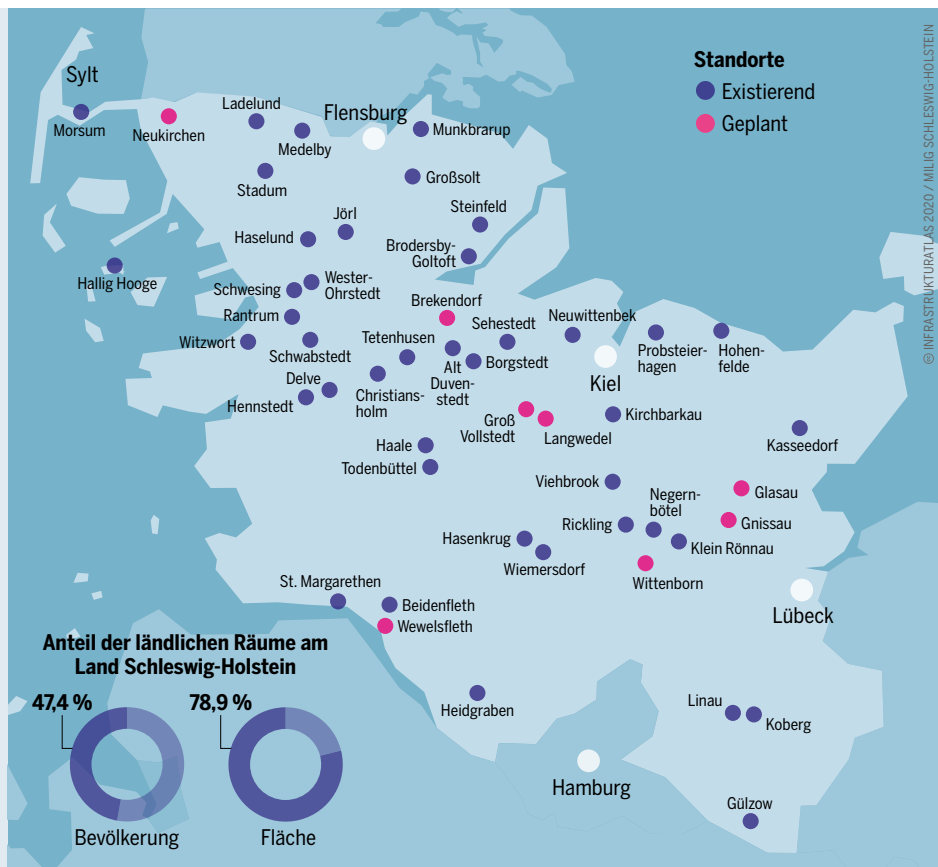 Standorte
Existierend
Geplant
© INFRASTRUKTURATLAS 2020 / MILIG SCHLESWIG-HOLSTEIN
Sylt
Morsum
Neukirchen
Ladelund
Medelby
Flensburg
Munkbrarup
Stadum
Großsolt
Jörl
Steinfeld
Haselund
Brodersby-
Goltoft
Hallig Hooge
Schwesing
Wester-
Ohrstedt
Brekendorf
Rantrum
Tetenhusen
Sehestedt
Neuwittenbek
Witzwort
Schwabstedt
Alt
Duven-
stedt
Borgstedt
Kiel
Probsteier-
hagen
Hohen-
felde
Delve
Hennstedt
Christians-
holm
Groß
Vollstedt
Langwedel
Kirchbarkau
Kasseedorf
Haale
Todenbüttel
Viehbrook
Negern-
bötel
Glasau
Rickling
Gnissau
Hasenkrug
Klein Rönnau
Wiemersdorf
Wittenborn
St. Margarethen
Beidenfleth
Wewelsfleth
Lübeck
Anteil der ländlichen Räume am
Land Schleswig-Holstein
47,4 %
78,9 %
Bevölkerung
Fläche
Heidgraben
Linau
Koberg
Hamburg
Gülzow